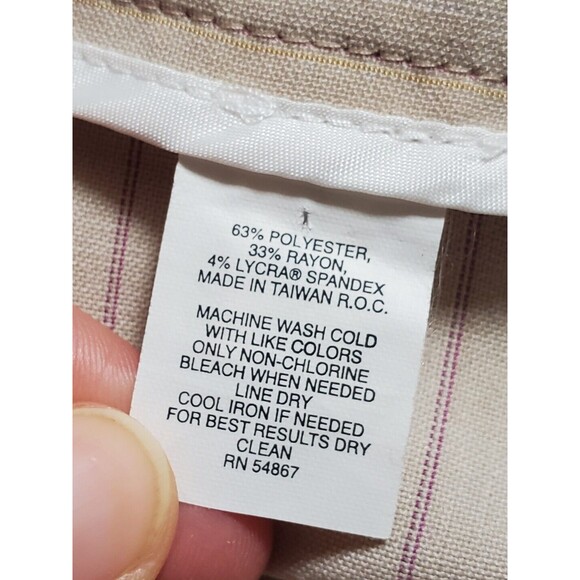 63% POLYESTER,
33% RAYON,
4% LYCRA® SPANDEX
MADE IN TAIWAN R.O.C.
MACHINE WASH COLD
WITH LIKE COLORS
ONLY NON-CHLORINE
BLEACH WHEN NEEDED
LINE DRY
COOL IRON IF NEEDED
FOR BEST RESULTS DRY
CLEAN
RN 54867